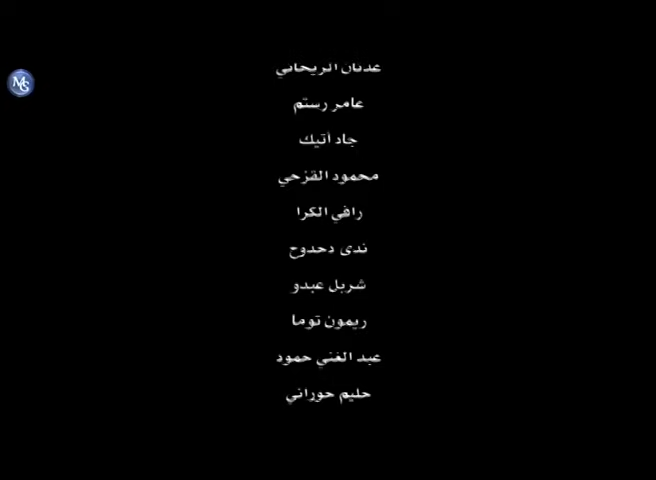 MS
عدنان الريحاني
عامر رستم
جاد أتيك
محمود القزحي
رافي الكرا
ندى دحدوح
شربل عبدو
ريمون توما
عبد الغني حمود
حليم حوراني